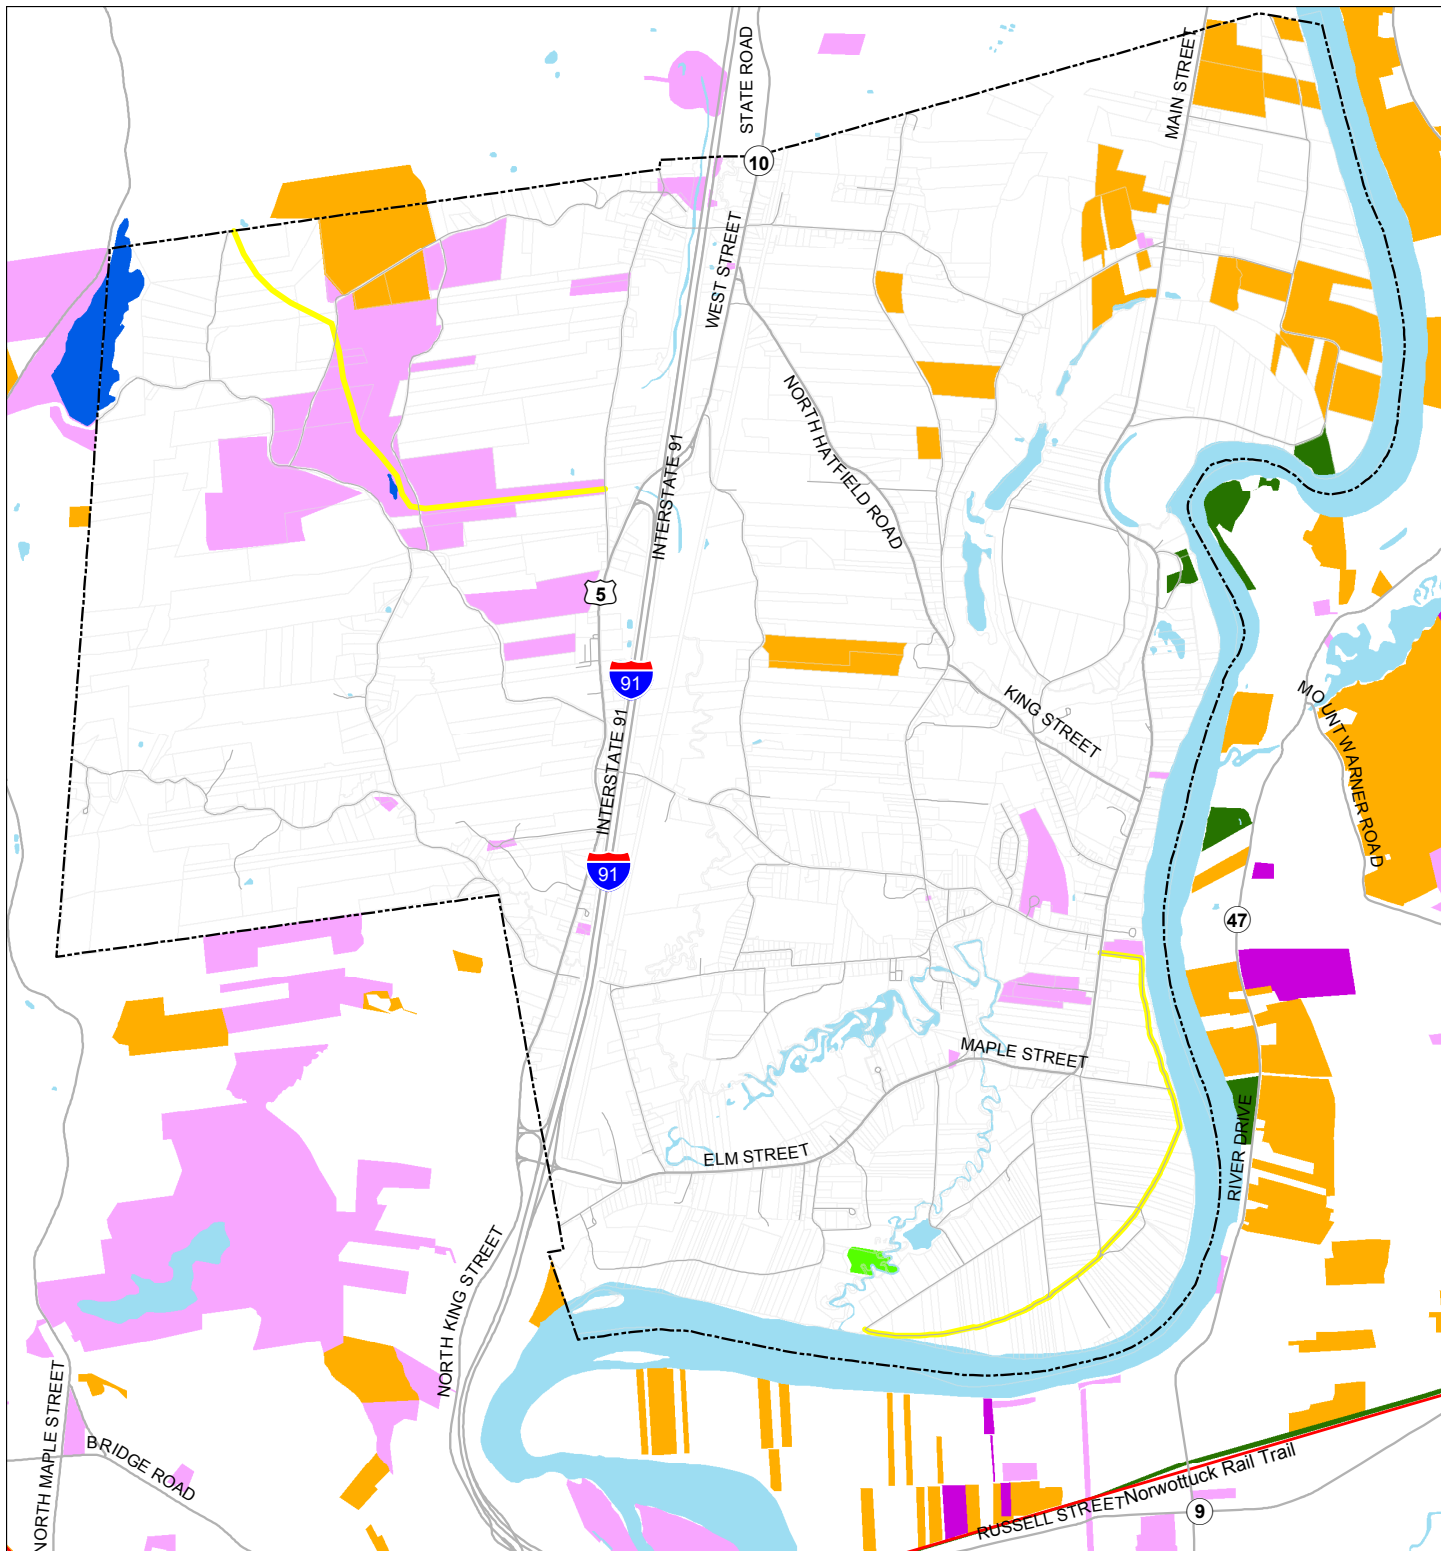 STATE ROAD
MAIN STREET
10
WEST STREET
NORTH HATFIELD ROAD
INTERSTATE 91
5
91
KING STREET
MOUNT WARNER ROAD
INTERSTATE 91
91
47
MAPLE STREET
RIVER DRIVE
ELM STREET
NORTH KING STREET
NORTH MAPLE STREET
BRIDGE ROAD
Norwottuck Rail Trail
RUSSELL STREET
9